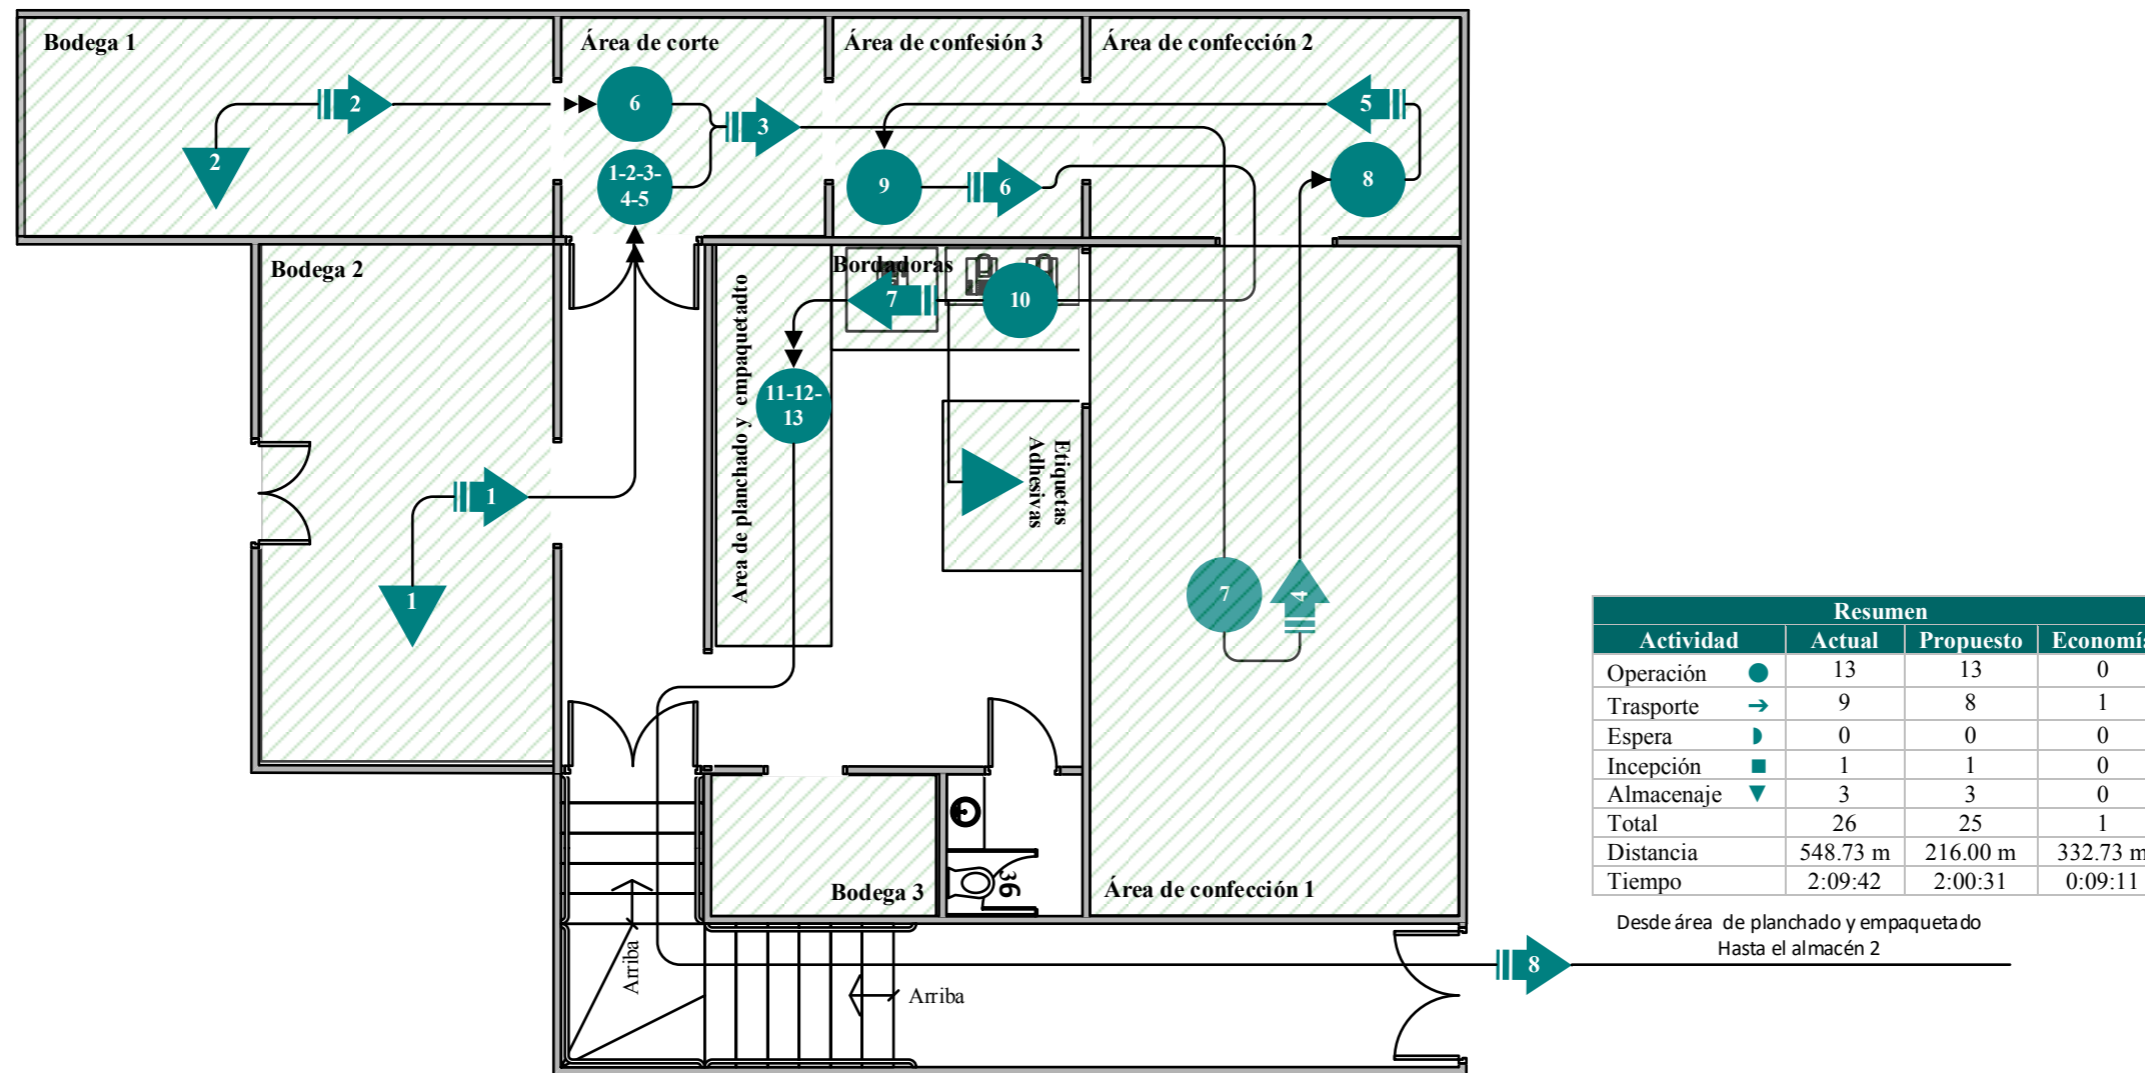 Bodega 1
Área de corte
Área de confesión 3
Área de confección 2
2
6
3
5
2
1-2-3-
4-5
9
6
8
Bodega 2
Bordadoras
7
10
Area de planchado y empaquetadto
11-12-
13
Etiquetas
Adhesivas
1
1
7
4
Bodega 3
36
Área de confección 1
Arriba
Arriba
8
Resumen
Actividad Actual Propuesto Economía
Operación 13 13 0
Trasporte 9 8 1
Espera 0 0 0
Incepción 1 1 0
Almacenaje 3 3 0
Total 26 25 1
Distancia 548.73 m 216.00 m 332.73 m
Tiempo 2:09:42 2:00:31 0:09:11
Desde área de planchado y empaquetado
Hasta el almacén 2